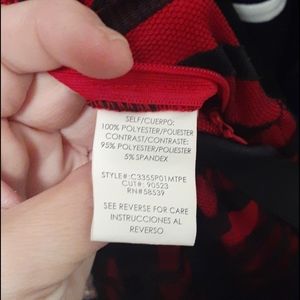 SELF/CUERPO:
100% POLYESTER/POLIESTER
CONTRAST/CONTRASTE:
95% POLYESTER/POLIESTER
5% SPANDEX
STYLE#: C3355P01MTPE
CUT#: 90523
RN#58539
SEE REVERSE FOR CARE
INSTRUCCIONES AL
REVERSO